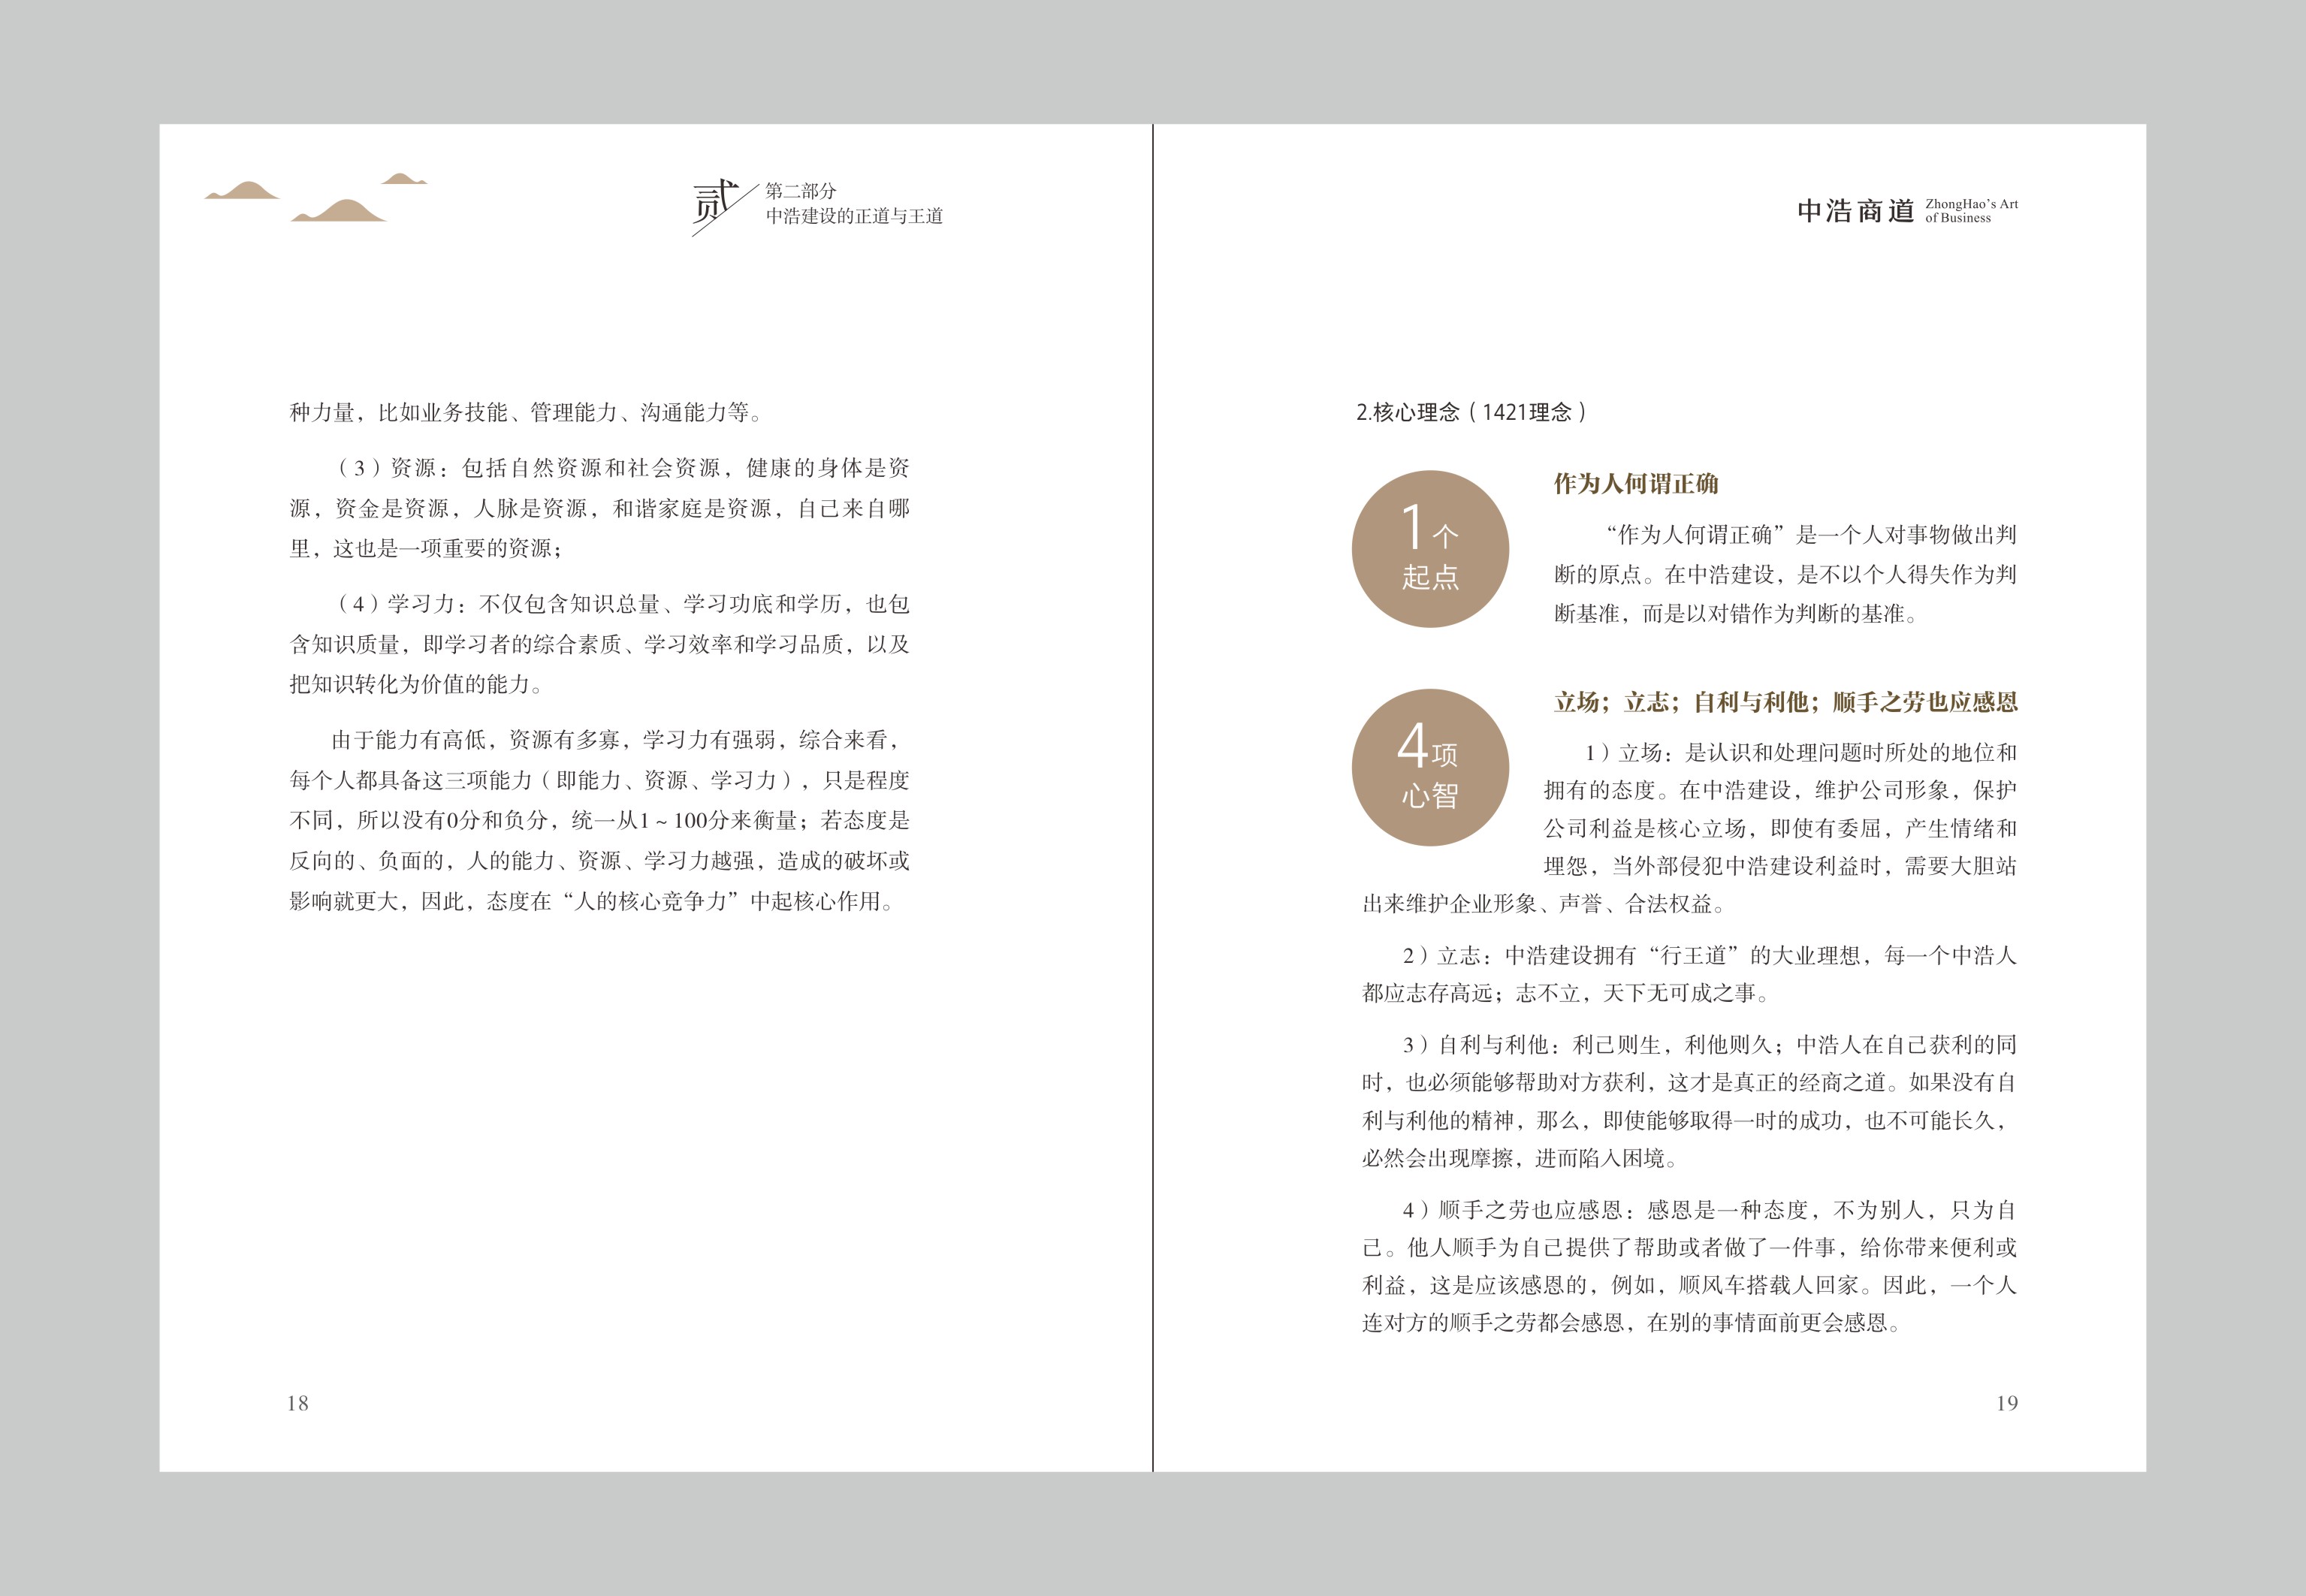 贰
第二部分
中浩建设的正道与王道
种力量，比如业务技能、管理能力、沟通能力等。
（3）资源：包括自然资源和社会资源，健康的身体是资
源，资金是资源，人脉是资源，和谐家庭是资源，自己来自哪
里，这也是一项重要的资源；
（4）学习力：不仅包含知识总量、学习功底和学历，也包
含知识质量，即学习者的综合素质、学习效率和学习品质，以及
把知识转化为价值的能力。
由于能力有高低，资源有多寡，学习力有强弱，综合来看，
每个人都具备这三项能力（即能力、资源、学习力），只是程度
不同，所以没有0分和负分，统一从1~100分来衡量；若态度是
反向的、负面的，人的能力、资源、学习力越强，造成的破坏或
影响就更大，因此，态度在“人的核心竞争力”中起核心作用。
18
中浩商道 ZhongHao's Art
of Business
2.核心理念（1421理念）
1个
起点
作为人何谓正确
“作为人何谓正确”是一个人对事物做出判
断的原点。在中浩建设，是不以个人得失作为判
断基准，而是以对错作为判断的基准。
4项
心智
立场；立志；自利与利他；顺手之劳也应感恩
1）立场：是认识和处理问题时所处的地位和
拥有的态度。在中浩建设，维护公司形象，保护
公司利益是核心立场，即使有委屈，产生情绪和
埋怨，当外部侵犯中浩建设利益时，需要大胆站
出来维护企业形象、声誉、合法权益。
2）立志：中浩建设拥有“行王道”的大业理想，每一个中浩人
都应志存高远；志不立，天下无可成之事。
3）自利与利他：利己则生，利他则久；中浩人在自己获利的同
时，也必须能够帮助对方获利，这才是真正的经商之道。如果没有自
利与利他的精神，那么，即使能够取得一时的成功，也不可能长久，
必然会出现摩擦，进而陷入困境。
4）顺手之劳也应感恩：感恩是一种态度，不为别人，只为自
己。他人顺手为自己提供了帮助或者做了一件事，给你带来便利或
利益，这是应该感恩的，例如，顺风车搭载人回家。因此，一个人
连对方的顺手之劳都会感恩，在别的事情面前更会感恩。
19